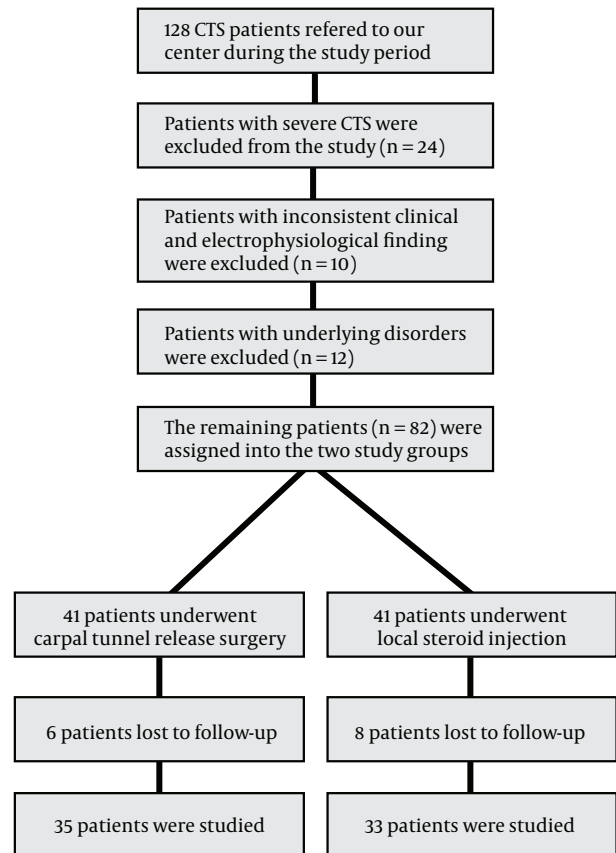 128 CTS patients refered to our
center during the study period
Patients with severe CTS were
excluded from the study (n = 24)
Patients with inconsistent clinical
and electrophysiological finding
were excluded (n = 10)
Patients with underlying disorders
were excluded (n = 12)
The remaining patients (n = 82) were
assigned into the two study groups
41 patients underwent
carpal tunnel release surgery
41 patients underwent
local steroid injection
6 patients lost to follow-up
8 patients lost to follow-up
35 patients were studied
33 patients were studied